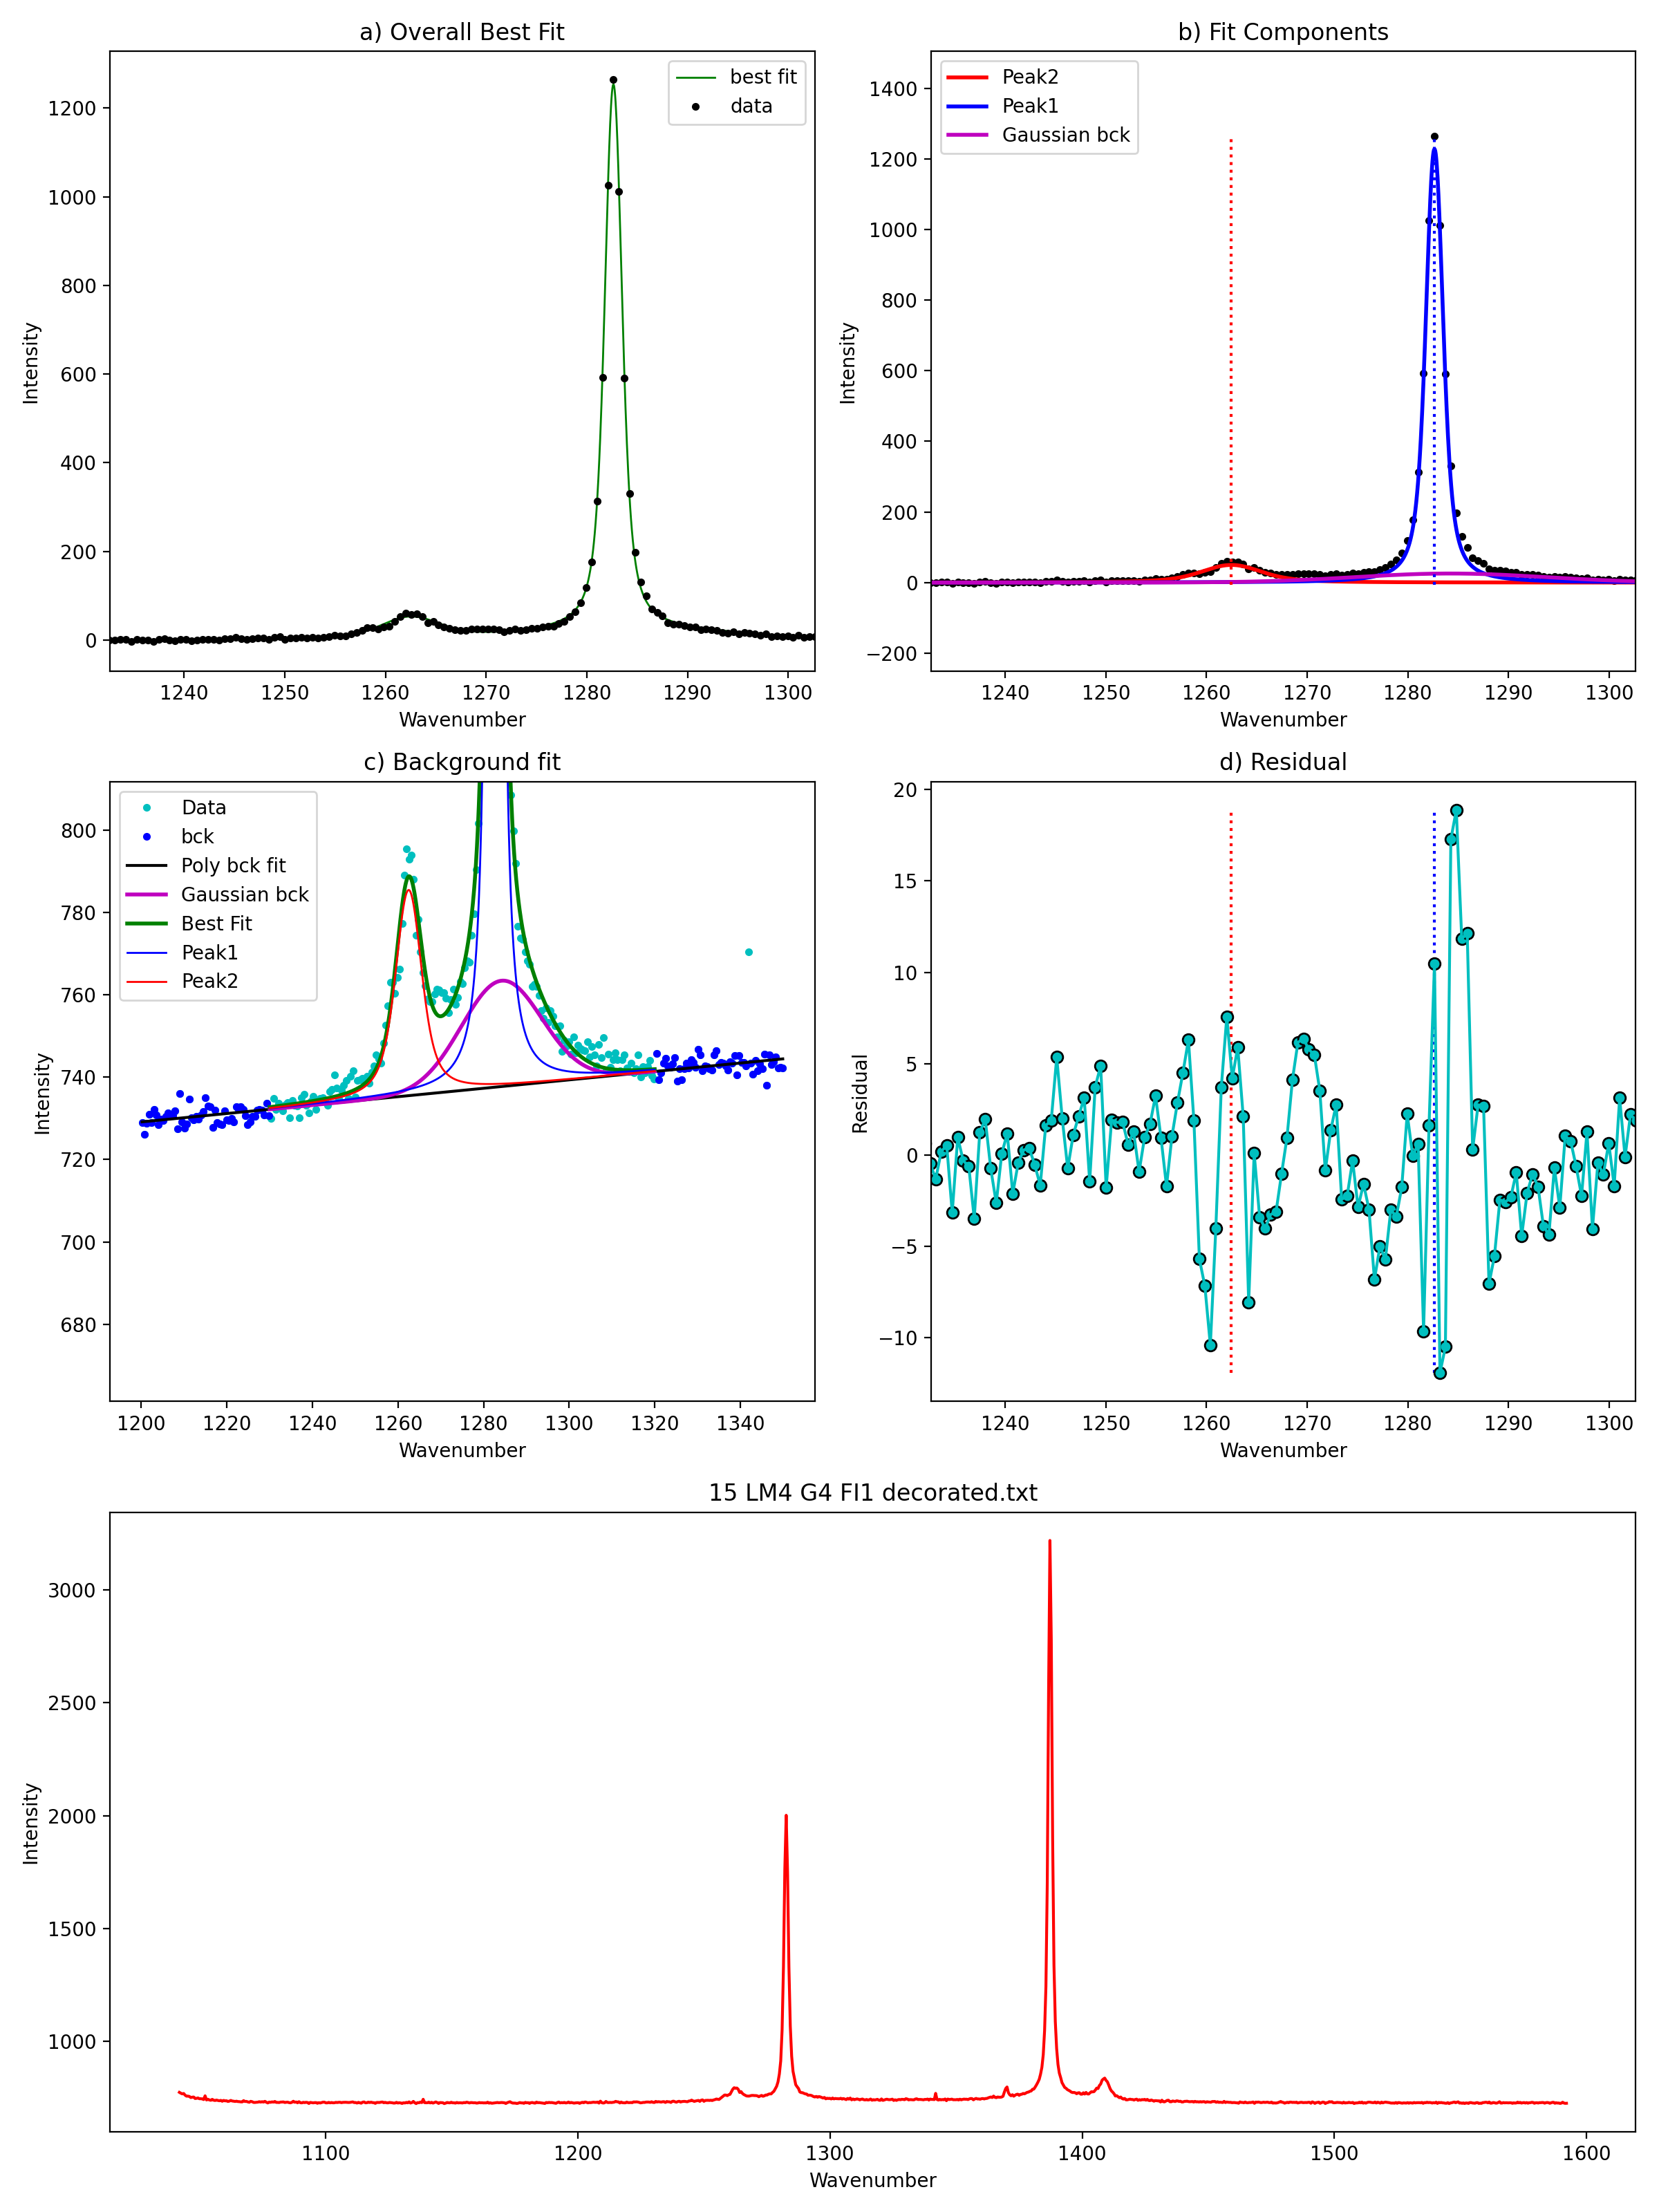 a) Overall Best Fit
best fit
data
1200
1000
800
600
400
200
0
Intensity
1240 1250 1260 1270 1280 1290 1300
Wavenumber
b) Fit Components
Peak2
Peak1
Gaussian bck
1400
1200
1000
800
600
400
200
0
−200
Intensity
1240 1250 1260 1270 1280 1290 1300
Wavenumber
c) Background fit
Data
bck
Poly bck fit
Gaussian bck
Best Fit
Peak1
Peak2
800
780
760
740
720
700
680
Intensity
1200 1220 1240 1260 1280 1300 1320 1340
Wavenumber
d) Residual
20
15
10
5
0
−5
−10
Residual
1240 1250 1260 1270 1280 1290 1300
Wavenumber
15 LM4 G4 FI1 decorated.txt
3000
2500
2000
1500
1000
Intensity
1100 1200 1300 1400 1500 1600
Wavenumber